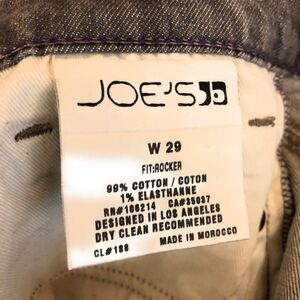 JOE'S
W 29
FIT:ROCKER
99% COTTON / COTON
1% ELASTHANNE
RN#106214 CA#35037
DESIGNED IN LOS ANGELES
DRY CLEAN RECOMMENDED
CL#188 MADE IN MOROCCO